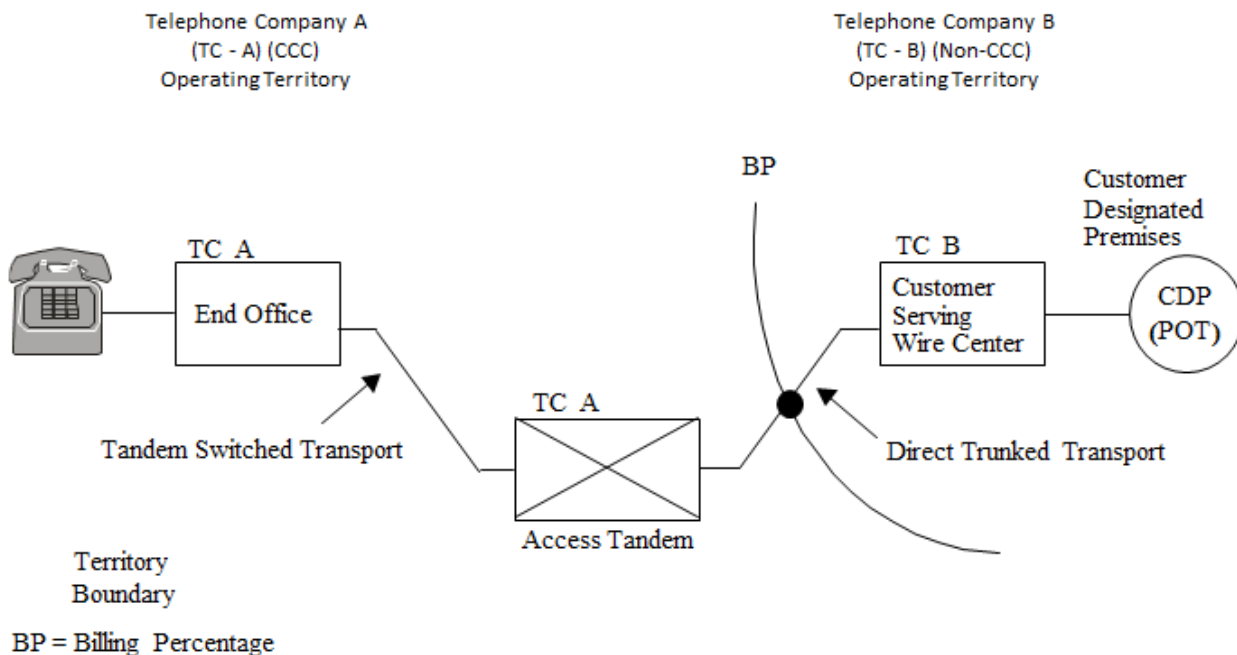 Telephone Company A
(TC - A) (CCC)
Operating Territory
Telephone Company B
(TC - B) (Non-CCC)
Operating Territory
BP
Customer
Designated
Premises
TC A
End Office
TC B
Customer
Serving
Wire Center
CDP
(POT)
TC A
Tandem Switched Transport
Direct Trunked Transport
Access Tandem
Territory
Boundary
BP = Billing Percentage